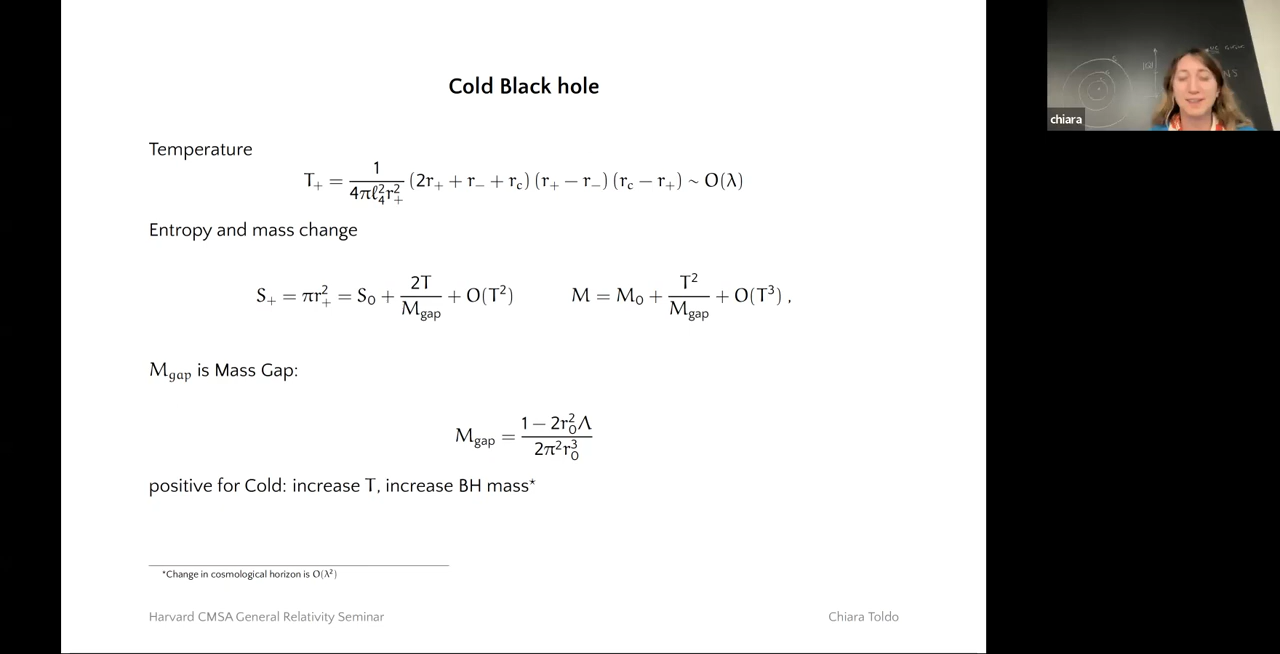 Cold Black hole
Temperature
T₊ = 1/(4πℓ₄²r₊²) (2r₊ + r₋ + r_c) (r₊ − r₋) (r_c − r₊) ~ O(λ)
Entropy and mass change
S₊ = πr₊² = S₀ + 2T/M_gap + O(T²) M = M₀ + T²/M_gap + O(T³) ,
M_gap is Mass Gap:
M_gap = (1 − 2r₀²Λ)/(2π²r₀³)
positive for Cold: increase T, increase BH mass*
*Change in cosmological horizon is O(λ²)
Harvard CMSA General Relativity Seminar
Chiara Toldo
chiara